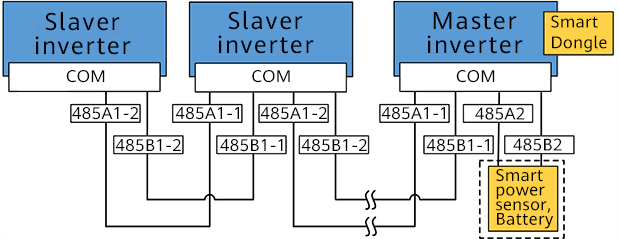 Slaver
inverter
Slaver
inverter
Master
inverter
Smart
Dongle
COM
COM
COM
485A1-2
485A1-1
485A1-2
485A1-1
485A2
485B1-2
485B1-1
485B1-2
485B1-1
485B2
Smart
power
sensor,
Battery